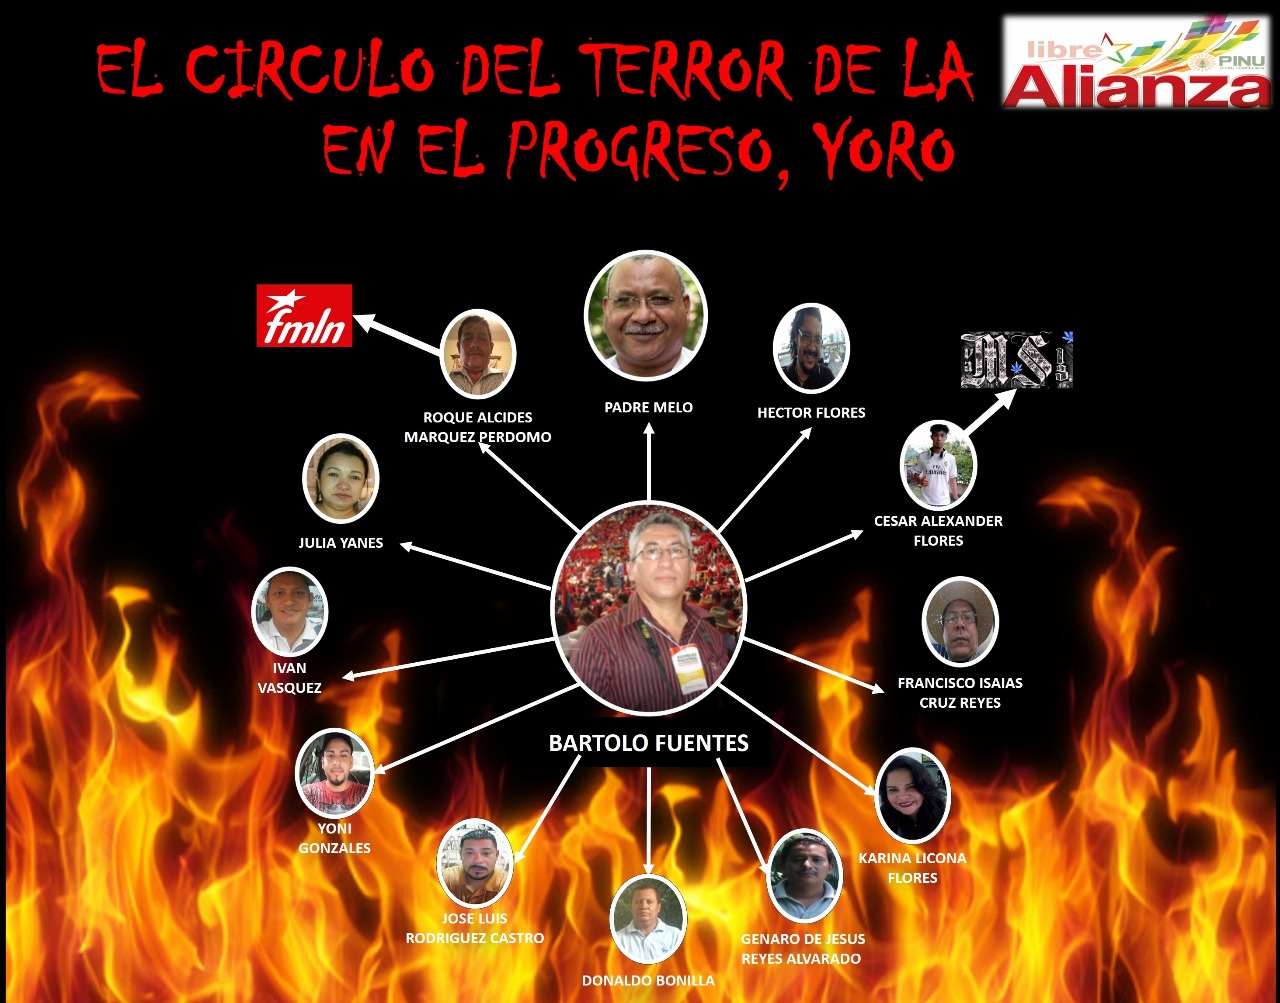 EL CIRCULO DEL TERROR DE LA
libre
PINU
Alianza
EN EL PROGRESO, YORO
fmln
MS
ROQUE ALCIDES
MARQUEZ PERDOMO
PADRE MELO
HECTOR FLORES
CESAR ALEXANDER
FLORES
JULIA YANES
IVAN
VASQUEZ
FRANCISCO ISAIAS
CRUZ REYES
BARTOLO FUENTES
YONI
GONZALES
JOSE LUIS
RODRIGUEZ CASTRO
DONALDO BONILLA
GENARO DE JESUS
REYES ALVARADO
KARINA LICONA
FLORES